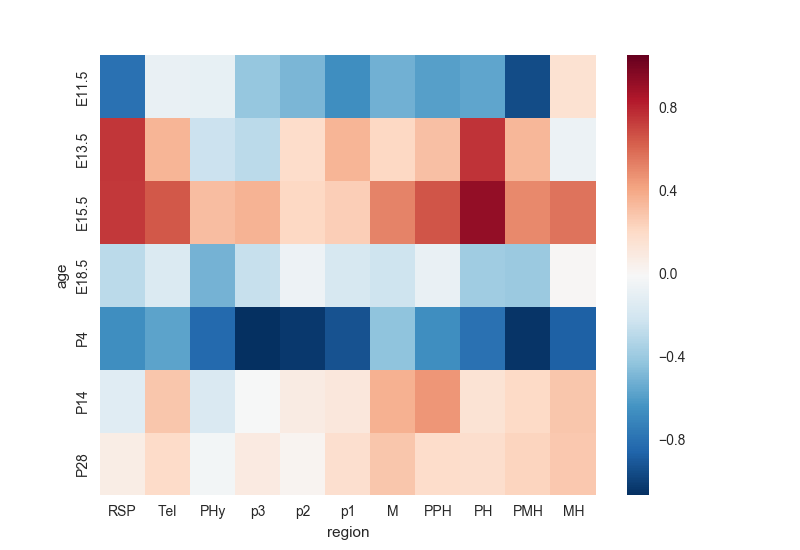 age
E11.5
E13.5
E15.5
E18.5
P4
P14
P28
RSP Tel PHy p3 p2 p1 M PPH PH PMH MH
region
0.8
0.4
0.0
−0.4
−0.8